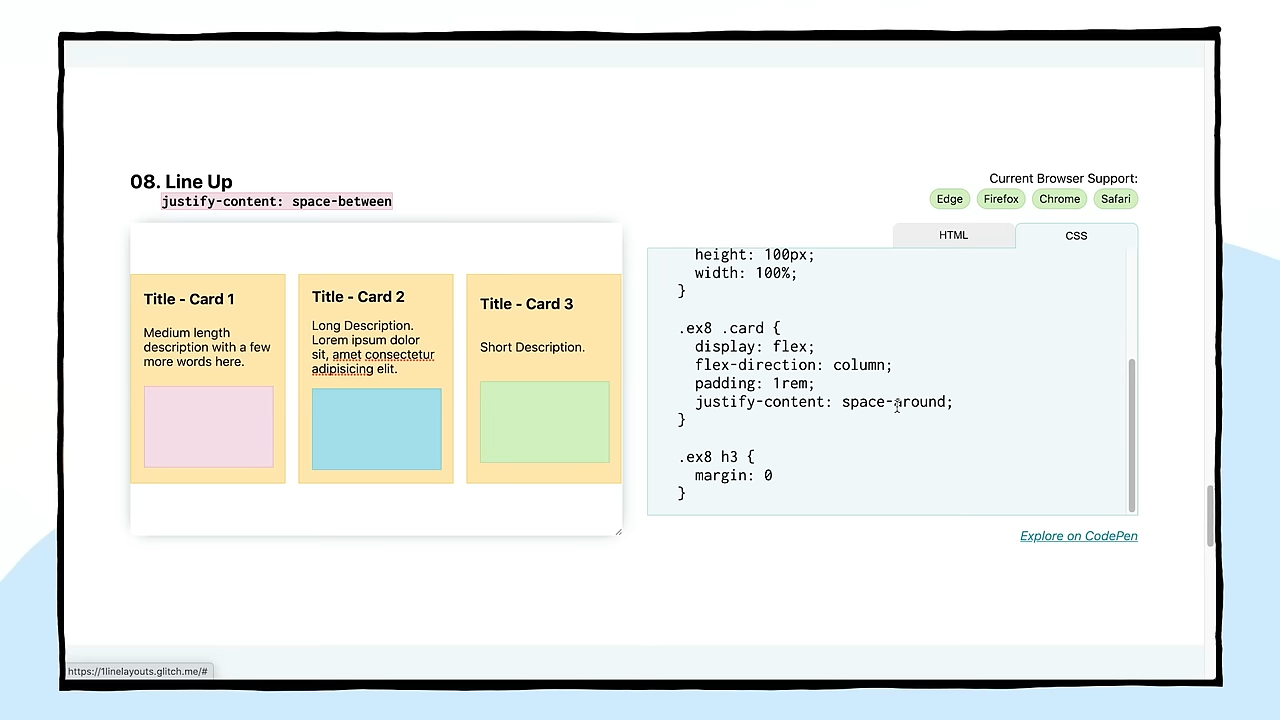 08. Line Up
justify-content: space-between
Current Browser Support:
Edge Firefox Chrome Safari
Title - Card 1
Medium length
description with a few
more words here.
Title - Card 2
Long Description.
Lorem ipsum dolor
sit, amet consectetur
adipisicing elit.
Title - Card 3
Short Description.
HTML CSS
height: 100px;
width: 100%;
}
.ex8 .card {
display: flex;
flex-direction: column;
padding: 1rem;
justify-content: space-around;
}
.ex8 h3 {
margin: 0
}
Explore on CodePen
https://1linelayouts.glitch.me/#